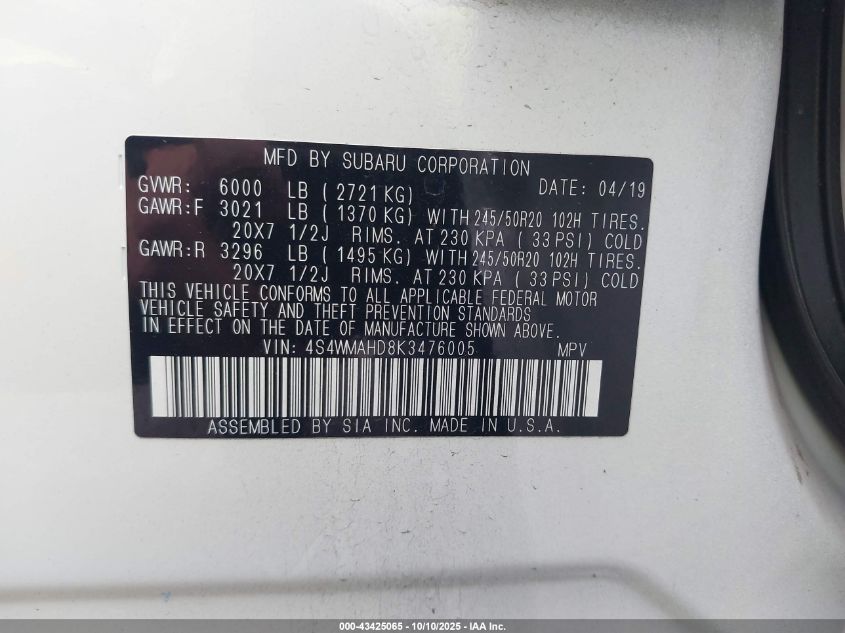 MFD BY SUBARU CORPORATION
GVWR: 6000 LB ( 2721 KG) DATE: 04/19
GAWR:F 3021 LB ( 1370 KG) WITH 245/50R20 102H TIRES.
20X7 1/2J RIMS. AT 230 KPA ( 33 PSI) COLD
GAWR:R 3296 LB ( 1495 KG) WITH 245/50R20 102H TIRES.
20X7 1/2J RIMS. AT 230 KPA ( 33 PSI) COLD
THIS VEHICLE CONFORMS TO ALL APPLICABLE FEDERAL MOTOR
VEHICLE SAFETY AND THEFT PREVENTION STANDARDS
IN EFFECT ON THE DATE OF MANUFACTURE SHOWN ABOVE.
VIN: 4S4WMAHD8K3476005 MPV
ASSEMBLED BY SIA INC. MADE IN U.S.A.
000-43425065 - 10/10/2025 - IAA Inc.